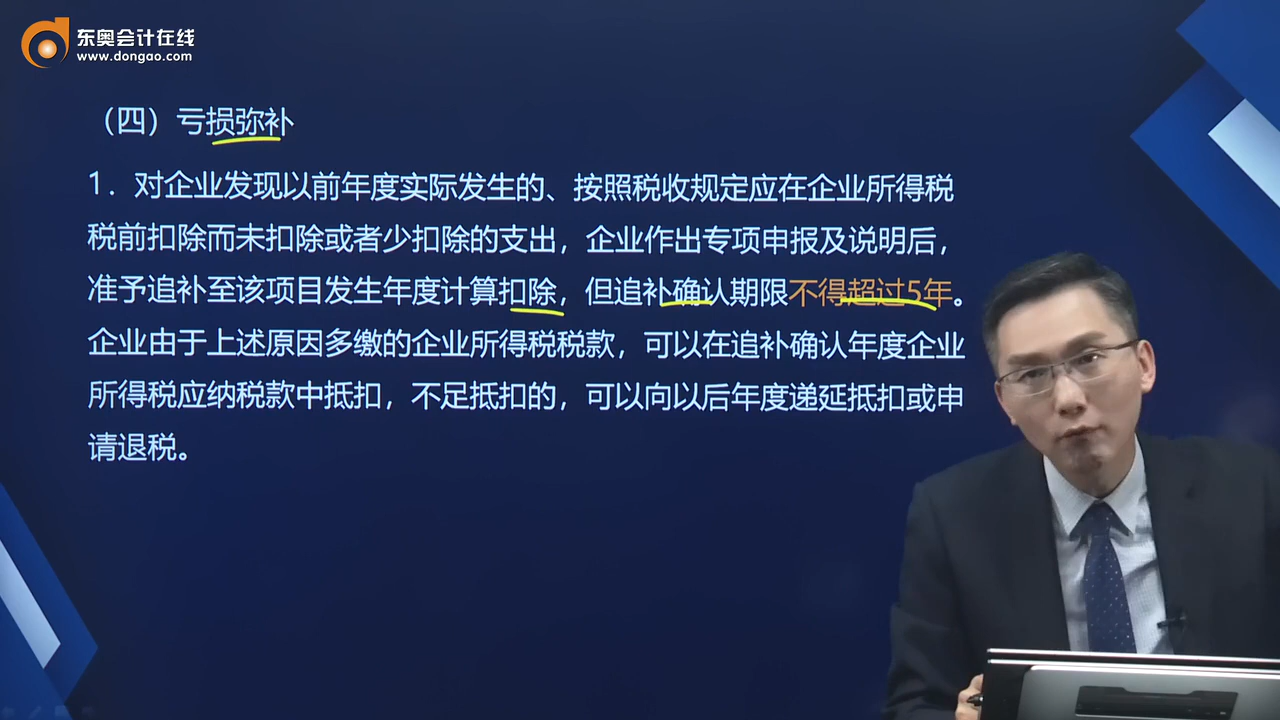 东奥会计在线
www.dongao.com
（四）亏损弥补
1．对企业发现以前年度实际发生的、按照税收规定应在企业所得税
税前扣除而未扣除或者少扣除的支出，企业作出专项申报及说明后，
准予追补至该项目发生年度计算扣除，但追补确认期限不得超过5年。
企业由于上述原因多缴的企业所得税税款，可以在追补确认年度企业
所得税应纳税款中抵扣，不足抵扣的，可以向以后年度递延抵扣或申
请退税。